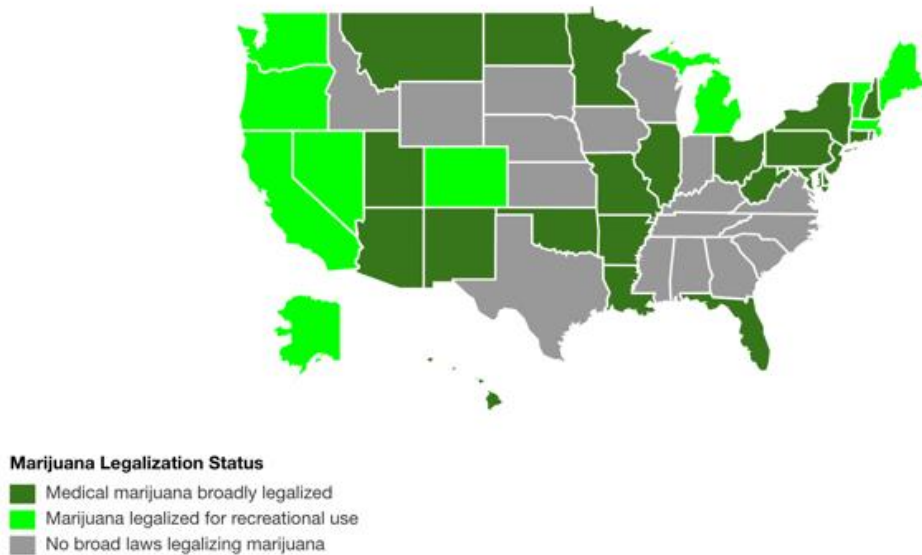 Marijuana Legalization Status
Medical marijuana broadly legalized
Marijuana legalized for recreational use
No broad laws legalizing marijuana